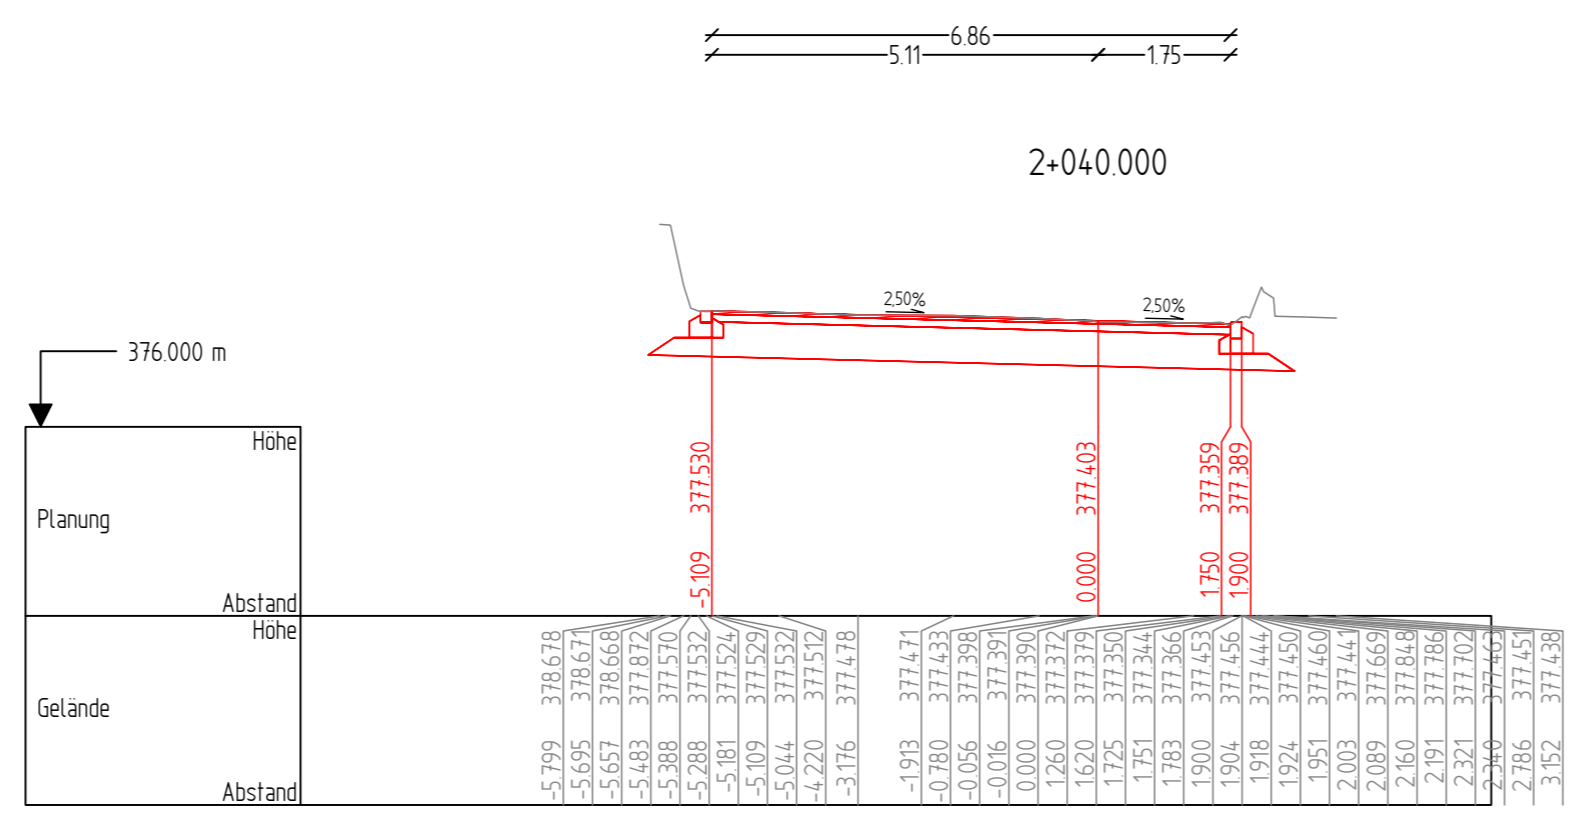 6.86
5.11 1.75
2+040.000
2,50% 2,50%
376.000 m
Höhe
377.530 377.403 377.359 377.389
Planung
-5.109 0.000 1.750 1.900
Abstand
Höhe
378.678 378.671 378.668 377.872 377.570 377.532 377.524 377.529 377.532 377.512 377.478 377.471 377.433 377.398 377.391 377.390 377.372 377.379 377.350 377.344 377.366 377.453 377.456 377.444 377.450 377.460 377.441 377.669 377.848 377.786 377.702 377.463 377.451 377.438
Gelände
-5.799 -5.695 -5.657 -5.483 -5.388 -5.288 -5.181 -5.109 -5.044 -4.220 -3.176 -1.913 -0.780 -0.056 -0.016 0.000 1.260 1.620 1.725 1.751 1.783 1.900 1.904 1.918 1.924 1.951 2.003 2.089 2.160 2.191 2.321 2.340 2.786 3.152
Abstand